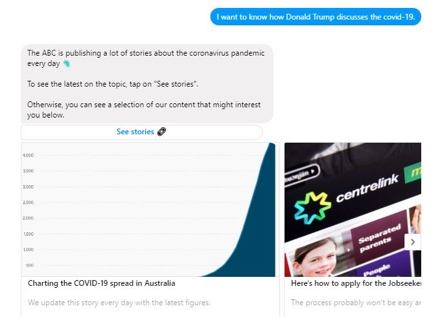 I want to know how Donald Trump discusses the covid-19.
The ABC is publishing a lot of stories about the coronavirus pandemic
every day
To see the latest on the topic, tap on "See stories".
Otherwise, you can see a selection of our content that might interest
you below.
See stories
4,000
3,500
3,000
2,500
2,000
1,500
1,000
500
centrelink
m
Separated
parents
People
Charting the COVID-19 spread in Australia
We update this story every day with the latest figures.
Here's how to apply for the Jobseeke
The process probably won't be easy a